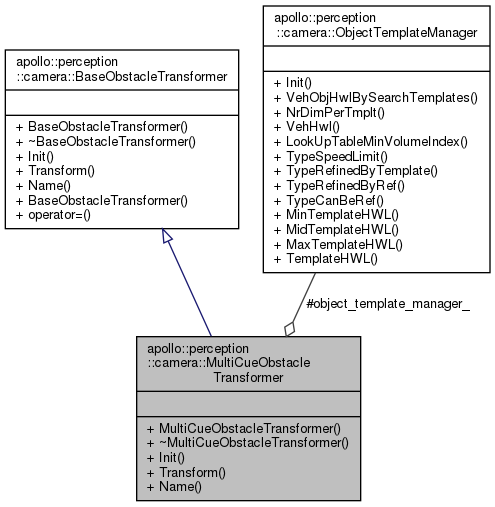 apollo::perception
::camera::ObjectTemplateManager
+ Init()
+ VehObjHwlBySearchTemplates()
+ NrDimPerTmplt()
+ VehHwl()
+ LookUpTableMinVolumeIndex()
+ TypeSpeedLimit()
+ TypeRefinedByTemplate()
+ TypeRefinedByRef()
+ TypeCanBeRef()
+ MinTemplateHWL()
+ MidTemplateHWL()
+ MaxTemplateHWL()
+ TemplateHWL()
apollo::perception
::camera::BaseObstacleTransformer
+ BaseObstacleTransformer()
+ ~BaseObstacleTransformer()
+ Init()
+ Transform()
+ Name()
+ BaseObstacleTransformer()
+ operator=()
#object_template_manager_
apollo::perception
::camera::MultiCueObstacle
Transformer
+ MultiCueObstacleTransformer()
+ ~MultiCueObstacleTransformer()
+ Init()
+ Transform()
+ Name()